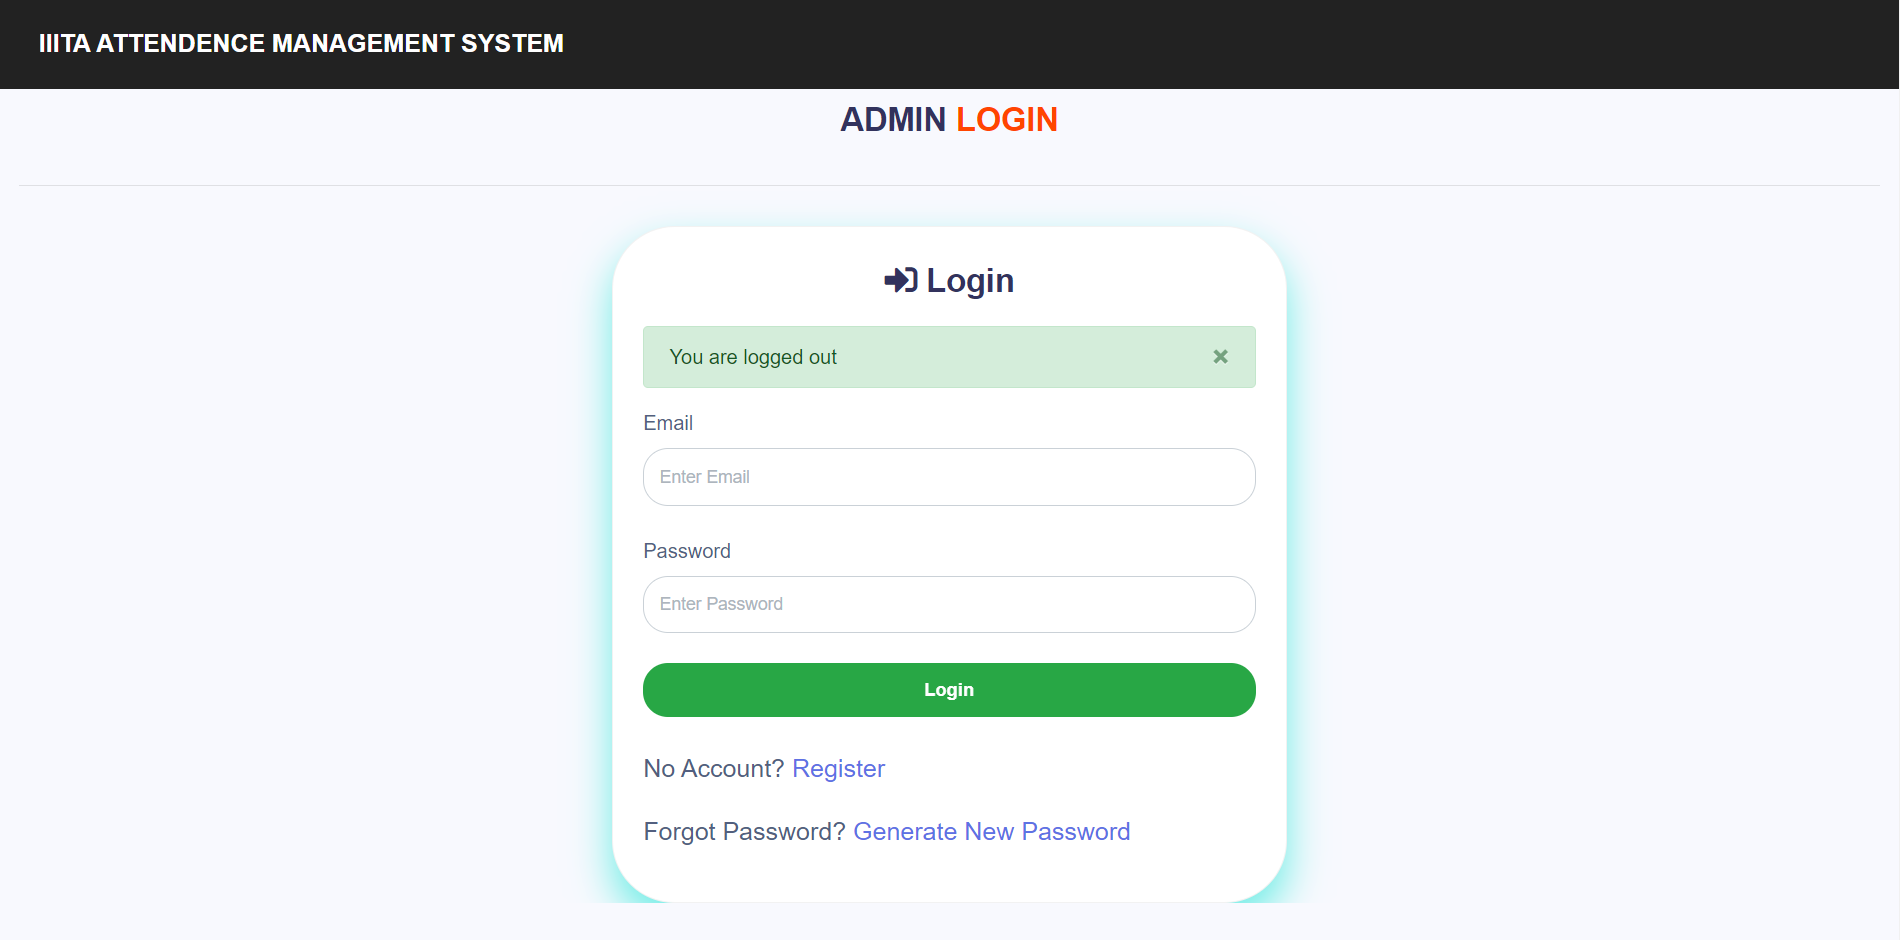 IIITA ATTENDENCE MANAGEMENT SYSTEM
ADMIN LOGIN
Login
You are logged out ×
Email
Enter Email
Password
Enter Password
Login
No Account? Register
Forgot Password? Generate New Password